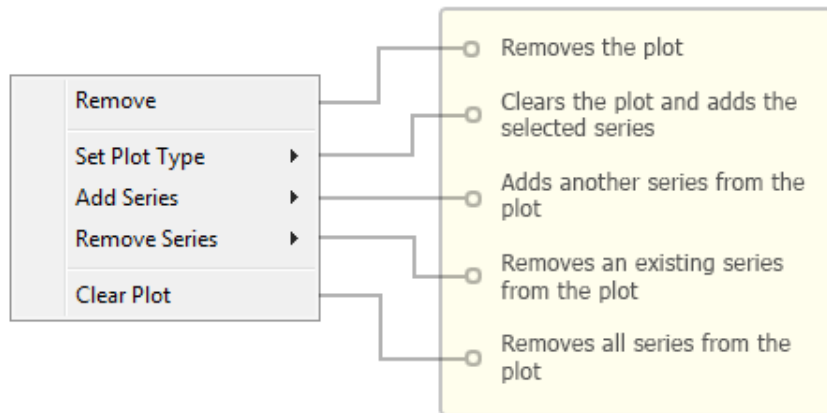 Remove
Set Plot Type
Add Series
Remove Series
Clear Plot
Removes the plot
Clears the plot and adds the
selected series
Adds another series from the
plot
Removes an existing series
from the plot
Removes all series from the
plot